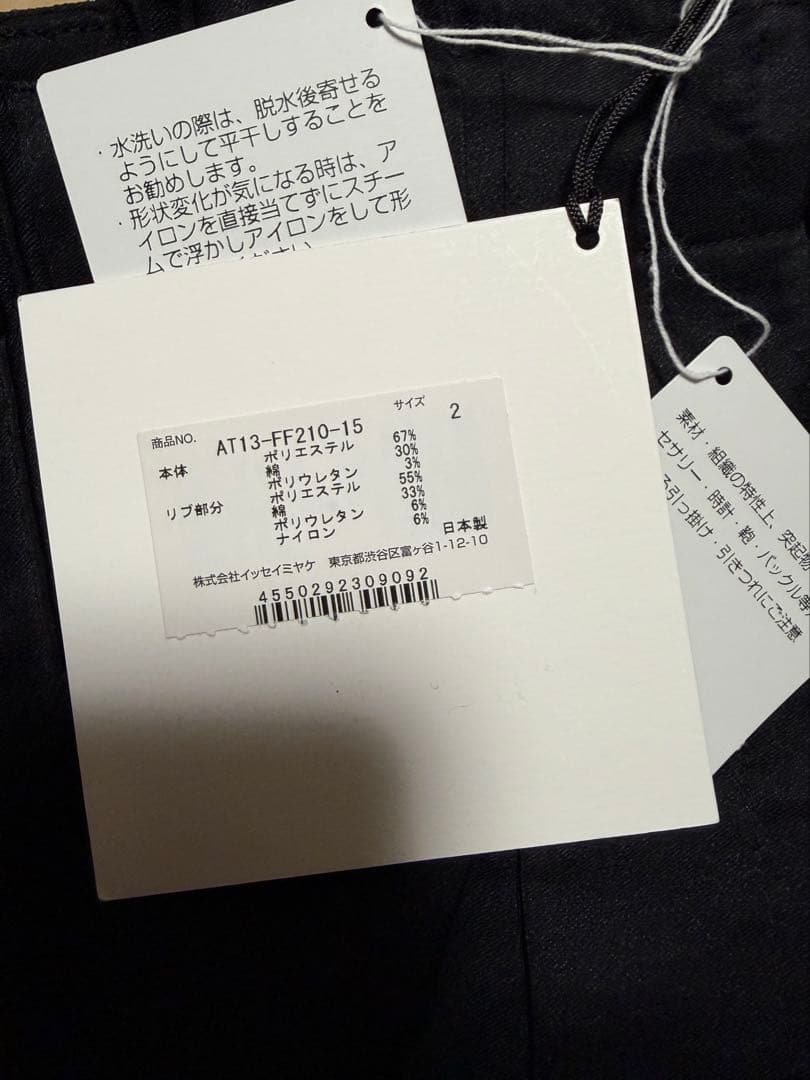 ・水洗いの際は、脱水後寄せる
ようにして平干しすることを
お勧めします。
・形状変化が気になる時は、ア
イロンを直接当てずにスチー
ムで浮かしアイロンをして形
商品NO. AT13-FF210-15 サイズ 2
本体 ポリエステル 67%
綿 30%
ポリウレタン 3%
リブ部分 ポリエステル 55%
綿 33%
ポリウレタン 6%
ナイロン 6%
日本製
株式会社イッセイミヤケ 東京都渋谷区富ヶ谷1-12-10
4550292309092
素材・組織の特性上、突起物
セサリー・時計・鞄・バックル等
る引っ掛け・引きつれにご注意